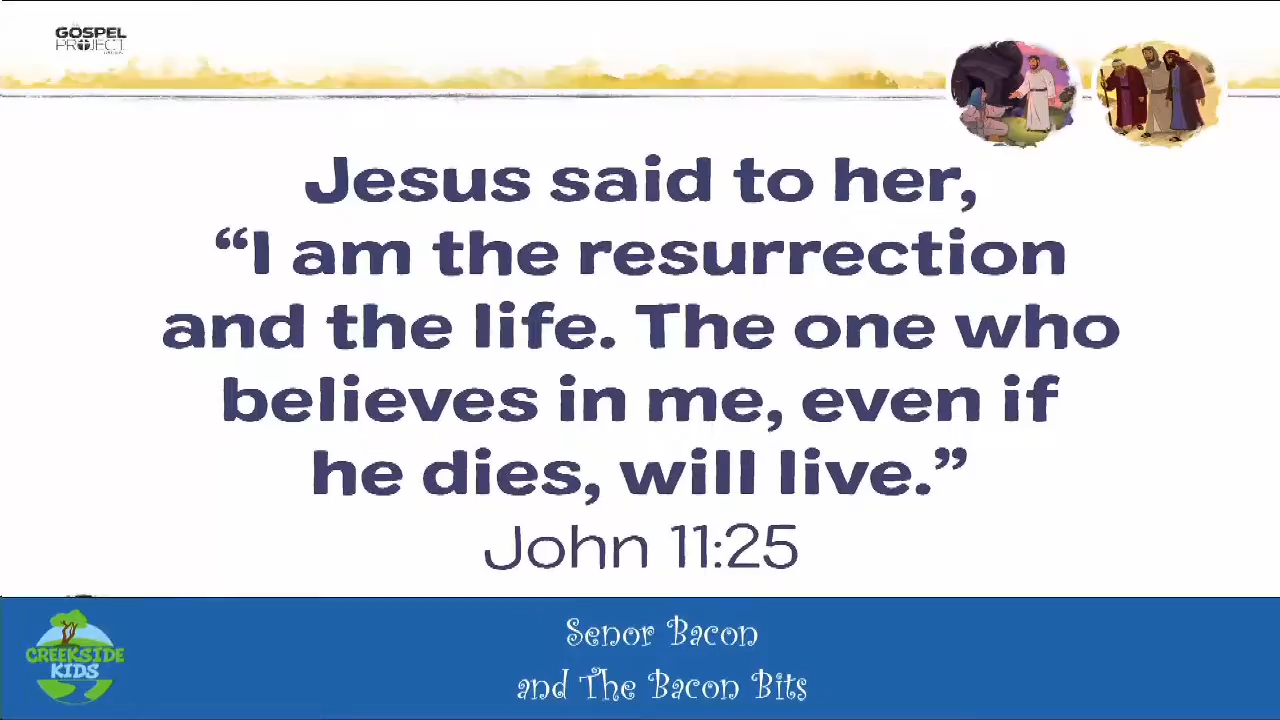 GOSPEL
PROJECT
Jesus said to her,
“I am the resurrection
and the life. The one who
believes in me, even if
he dies, will live.”
John 11:25
CREEKSIDE
KIDS
Senor Bacon
and The Bacon Bits